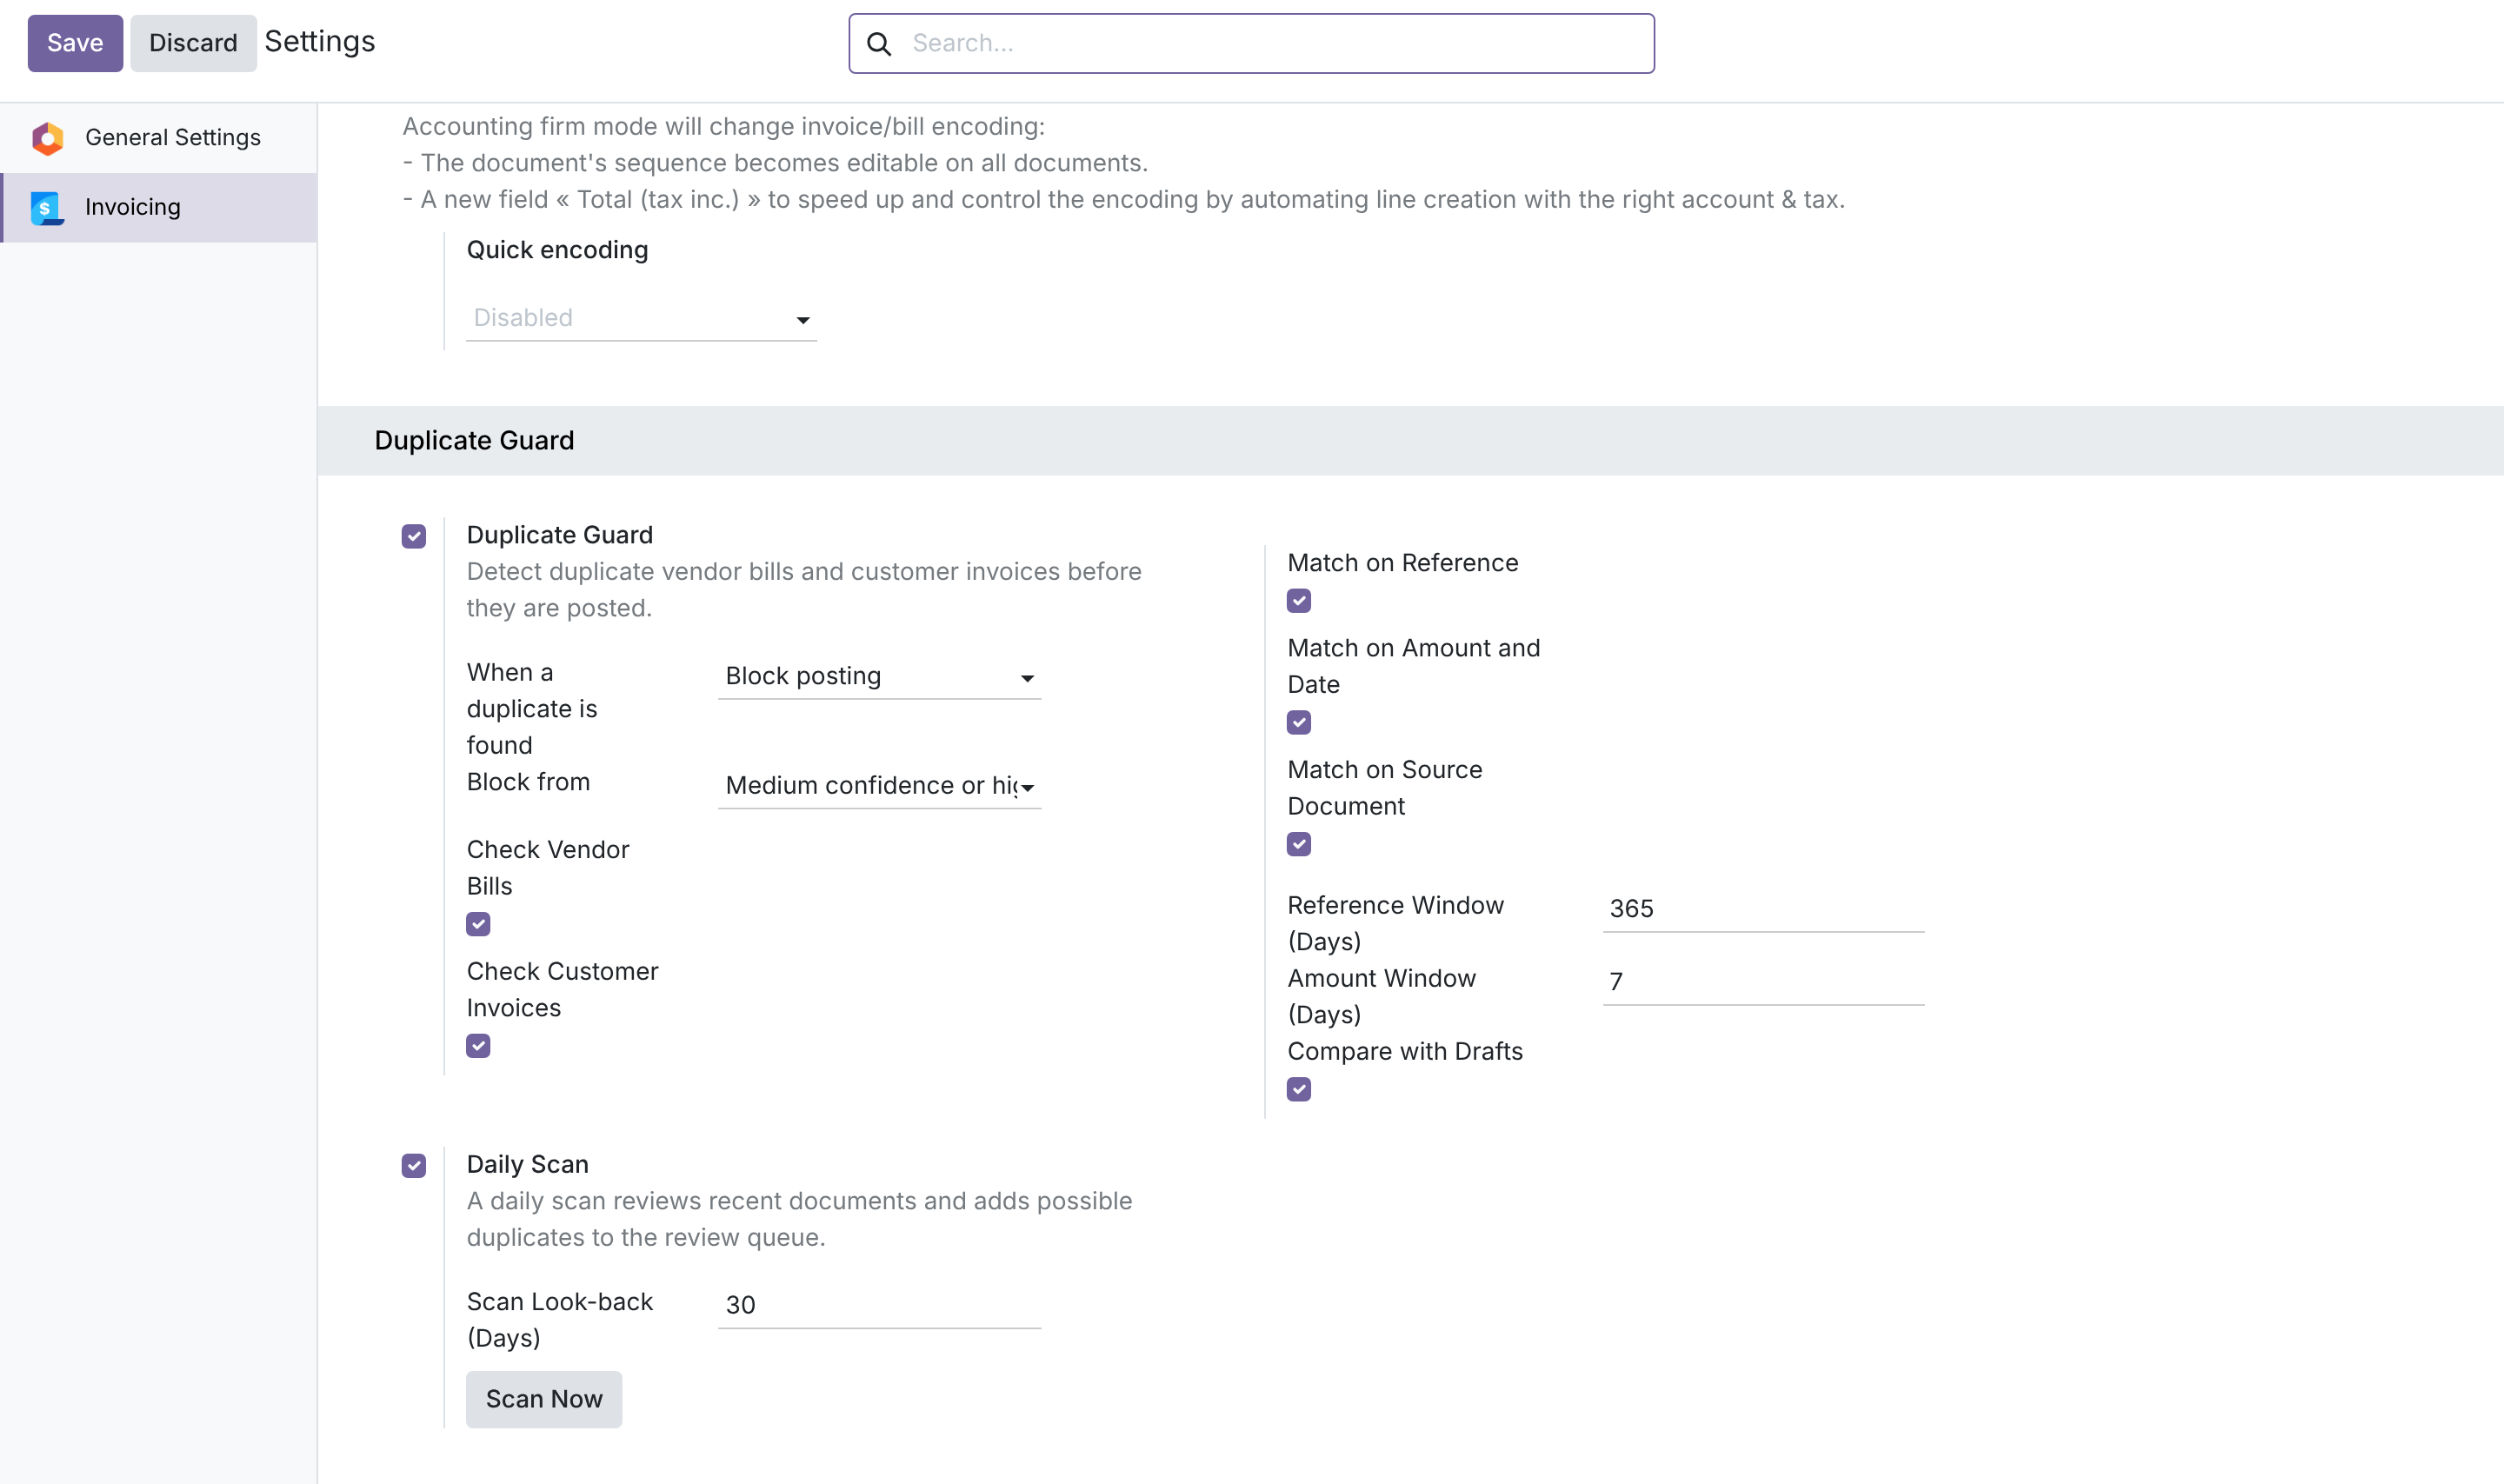 Save
Discard
Settings
Search...
General Settings
Invoicing
Accounting firm mode will change invoice/bill encoding:
- The document's sequence becomes editable on all documents.
- A new field « Total (tax inc.) » to speed up and control the encoding by automating line creation with the right account & tax.
Quick encoding
Disabled
Duplicate Guard
Duplicate Guard
Detect duplicate vendor bills and customer invoices before
they are posted.
When a
duplicate is
found
Block posting
Block from
Medium confidence or hig
Check Vendor
Bills
Check Customer
Invoices
Match on Reference
Match on Amount and
Date
Match on Source
Document
Reference Window
(Days)
365
Amount Window
(Days)
7
Compare with Drafts
Daily Scan
A daily scan reviews recent documents and adds possible
duplicates to the review queue.
Scan Look-back
(Days)
30
Scan Now